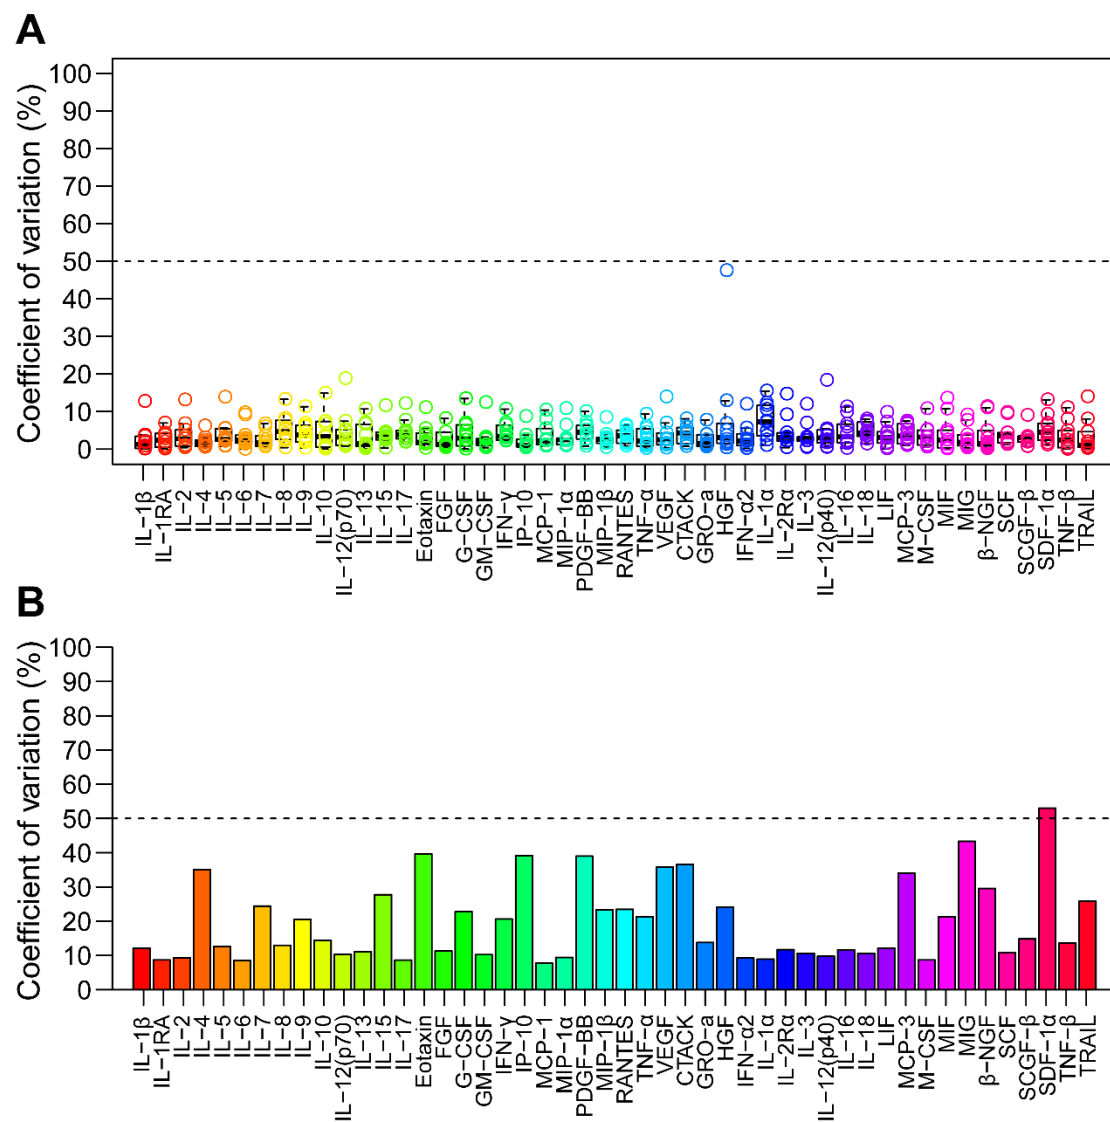 A
Coefficient of variation (%)
100
90
80
70
60
50
40
30
20
10
0
IL−1β
IL−1RA
IL−2
IL−4
IL−5
IL−6
IL−7
IL−8
IL−9
IL−10
IL−12(p70)
IL−13
IL−15
IL−17
Eotaxin
FGF
G−CSF
GM−CSF
IFN−γ
IP−10
MCP−1
MIP−1α
PDGF−BB
MIP−1β
RANTES
TNF−α
VEGF
CTACK
GRO−a
HGF
IFN−α2
IL−1α
IL−2Rα
IL−3
IL−12(p40)
IL−16
IL−18
LIF
MCP−3
M−CSF
MIF
MIG
β−NGF
SCF
SCGF−β
SDF−1α
TNF−β
TRAIL
B
Coefficient of variation (%)
100
90
80
70
60
50
40
30
20
10
0
IL−1β
IL−1RA
IL−2
IL−4
IL−5
IL−6
IL−7
IL−8
IL−9
IL−10
IL−12(p70)
IL−13
IL−15
IL−17
Eotaxin
FGF
G−CSF
GM−CSF
IFN−γ
IP−10
MCP−1
MIP−1α
PDGF−BB
MIP−1β
RANTES
TNF−α
VEGF
CTACK
GRO−a
HGF
IFN−α2
IL−1α
IL−2Rα
IL−3
IL−12(p40)
IL−16
IL−18
LIF
MCP−3
M−CSF
MIF
MIG
β−NGF
SCF
SCGF−β
SDF−1α
TNF−β
TRAIL